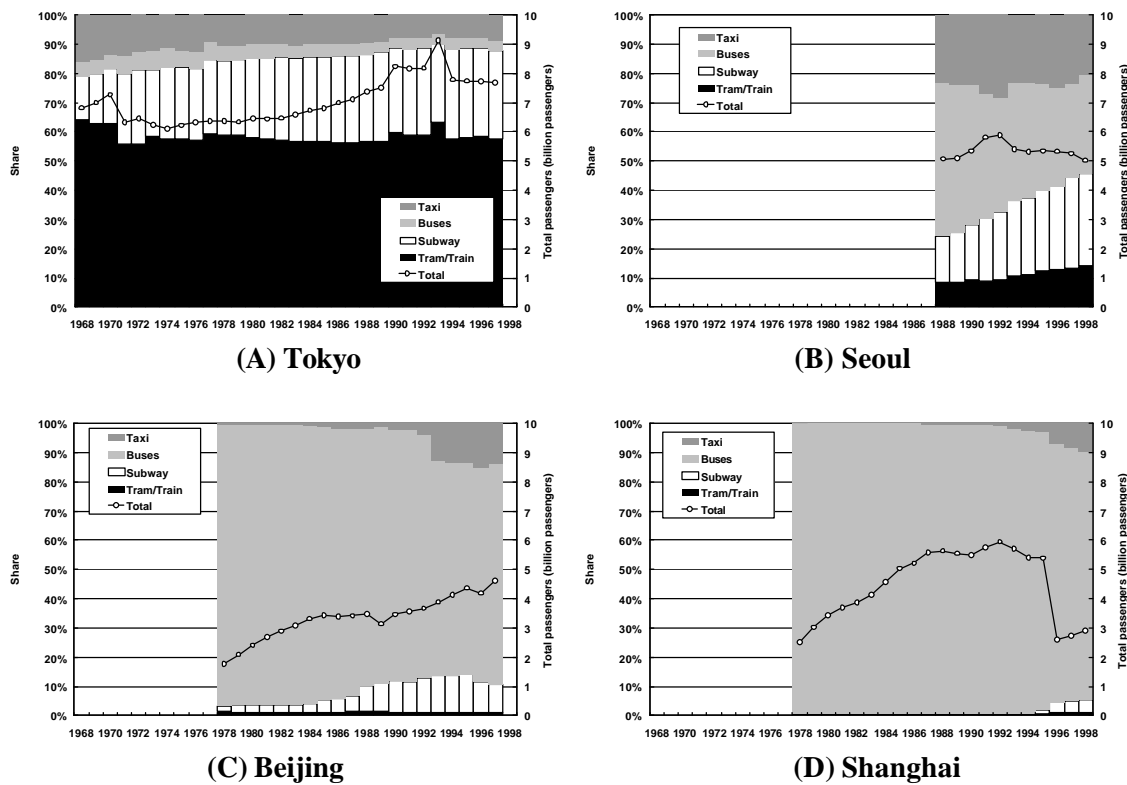 100%
90%
80%
70%
60%
50%
40%
30%
20%
10%
0%
Share
Taxi
Buses
Subway
Tram/Train
Total
10
9
8
7
6
5
4
3
2
1
0
Total passengers (billion passengers)
1968 1970 1972 1974 1976 1978 1980 1982 1984 1986 1988 1990 1992 1994 1996 1998
(A) Tokyo
100%
90%
80%
70%
60%
50%
40%
30%
20%
10%
0%
Share
Taxi
Buses
Subway
Tram/Train
Total
10
9
8
7
6
5
4
3
2
1
0
Total passengers (billion passengers)
1968 1970 1972 1974 1976 1978 1980 1982 1984 1986 1988 1990 1992 1994 1996 1998
(B) Seoul
100%
90%
80%
70%
60%
50%
40%
30%
20%
10%
0%
Share
Taxi
Buses
Subway
Tram/Train
Total
10
9
8
7
6
5
4
3
2
1
0
Total passengers (billion passengers)
1968 1970 1972 1974 1976 1978 1980 1982 1984 1986 1988 1990 1992 1994 1996 1998
(C) Beijing
100%
90%
80%
70%
60%
50%
40%
30%
20%
10%
0%
Share
Taxi
Buses
Subway
Tram/Train
Total
10
9
8
7
6
5
4
3
2
1
0
Total passengers (billion passengers)
1968 1970 1972 1974 1976 1978 1980 1982 1984 1986 1988 1990 1992 1994 1996 1998
(D) Shanghai